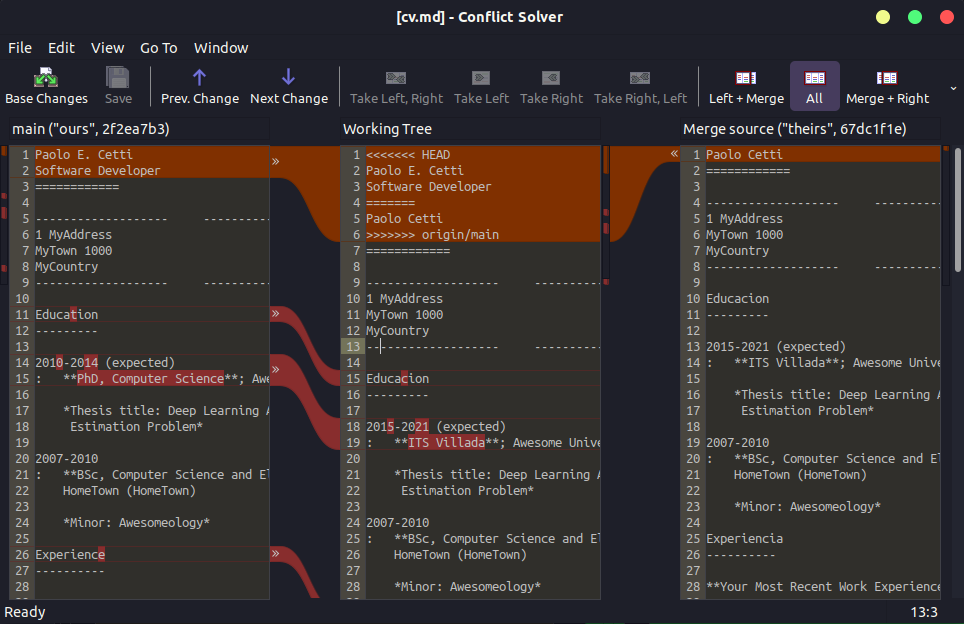 [cv.md] - Conflict Solver
File Edit View Go To Window
Base Changes Save Prev. Change Next Change Take Left, Right Take Left Take Right Take Right, Left Left + Merge All Merge + Right
main ("ours", 2f2ea7b3)
1 Paolo E. Cetti
2 Software Developer
3 ============
4
5 ------------------- ----------
6 1 MyAddress
7 MyTown 1000
8 MyCountry
9 ------------------- ----------
10
11 Education
12 ---------
13
14 2010-2014 (expected)
15 : **PhD, Computer Science**; Awe
16
17 *Thesis title: Deep Learning A
18 Estimation Problem*
19
20 2007-2010
21 : **BSc, Computer Science and El
22 HomeTown (HomeTown)
23
24 *Minor: Awesomeology*
25
26 Experience
27 ----------
28
Working Tree
1 <<<<<<< HEAD
2 Paolo E. Cetti
3 Software Developer
4 =======
5 Paolo Cetti
6 >>>>>>> origin/main
7 ============
8
9 ------------------- ----------
10 1 MyAddress
11 MyTown 1000
12 MyCountry
13 ------------------- ----------
14
15 Educacion
16 ---------
17
18 2015-2021 (expected)
19 : **ITS Villada**; Awesome Unive
20
21 *Thesis title: Deep Learning A
22 Estimation Problem*
23
24 2007-2010
25 : **BSc, Computer Science and El
26 HomeTown (HomeTown)
27
28 *Minor: Awesomeology*
Merge source ("theirs", 67dc1f1e)
1 Paolo Cetti
2 ============
3
4 ------------------- ----------
5 1 MyAddress
6 MyTown 1000
7 MyCountry
8 ------------------- ----------
9
10 Educacion
11 ---------
12
13 2015-2021 (expected)
14 : **ITS Villada**; Awesome Unive
15
16 *Thesis title: Deep Learning A
17 Estimation Problem*
18
19 2007-2010
20 : **BSc, Computer Science and El
21 HomeTown (HomeTown)
22
23 *Minor: Awesomeology*
24
25 Experiencia
26 ----------
27
28 **Your Most Recent Work Experience
Ready 13:3